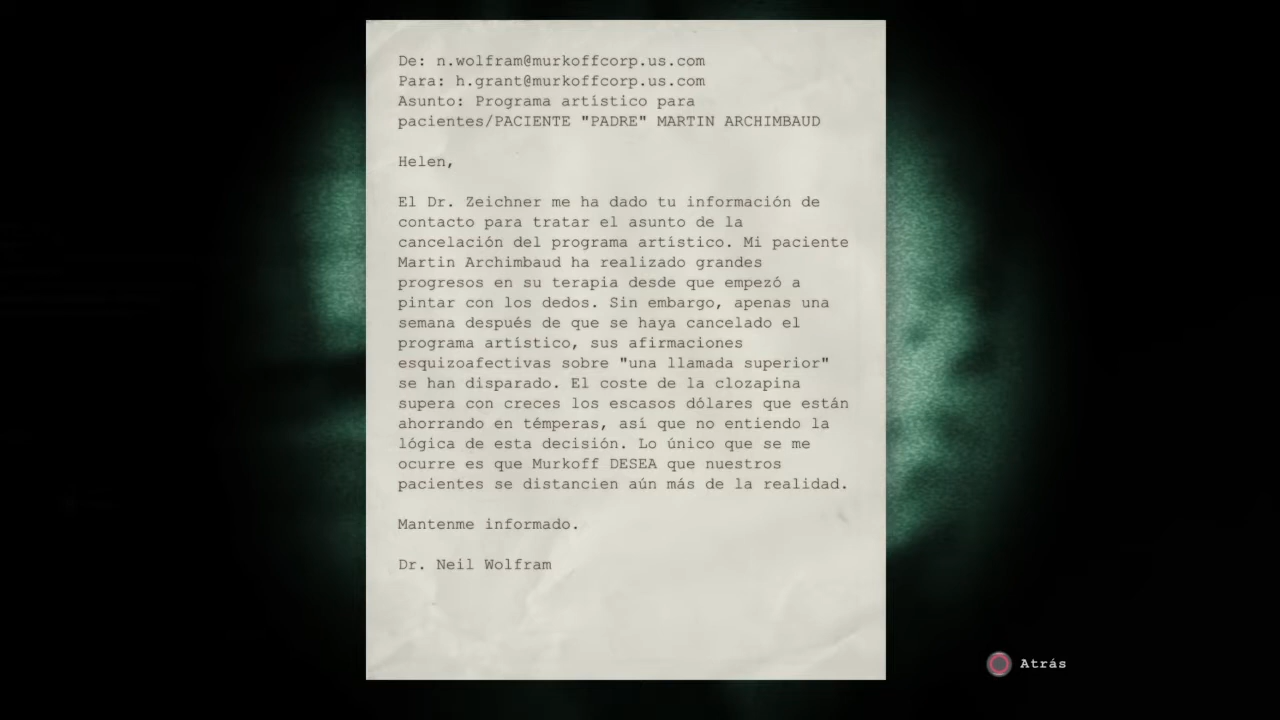 De: n.wolfram@murkoffcorp.us.com
Para: h.grant@murkoffcorp.us.com
Asunto: Programa artístico para
pacientes/PACIENTE "PADRE" MARTIN ARCHIMBAUD
Helen,
El Dr. Zeichner me ha dado tu información de
contacto para tratar el asunto de la
cancelación del programa artístico. Mi paciente
Martin Archimbaud ha realizado grandes
progresos en su terapia desde que empezó a
pintar con los dedos. Sin embargo, apenas una
semana después de que se haya cancelado el
programa artístico, sus afirmaciones
esquizoafectivas sobre "una llamada superior"
se han disparado. El coste de la clozapina
supera con creces los escasos dólares que están
ahorrando en témperas, así que no entiendo la
lógica de esta decisión. Lo único que se me
ocurre es que Murkoff DESEA que nuestros
pacientes se distancien aún más de la realidad.
Mantenme informado.
Dr. Neil Wolfram
Atrás